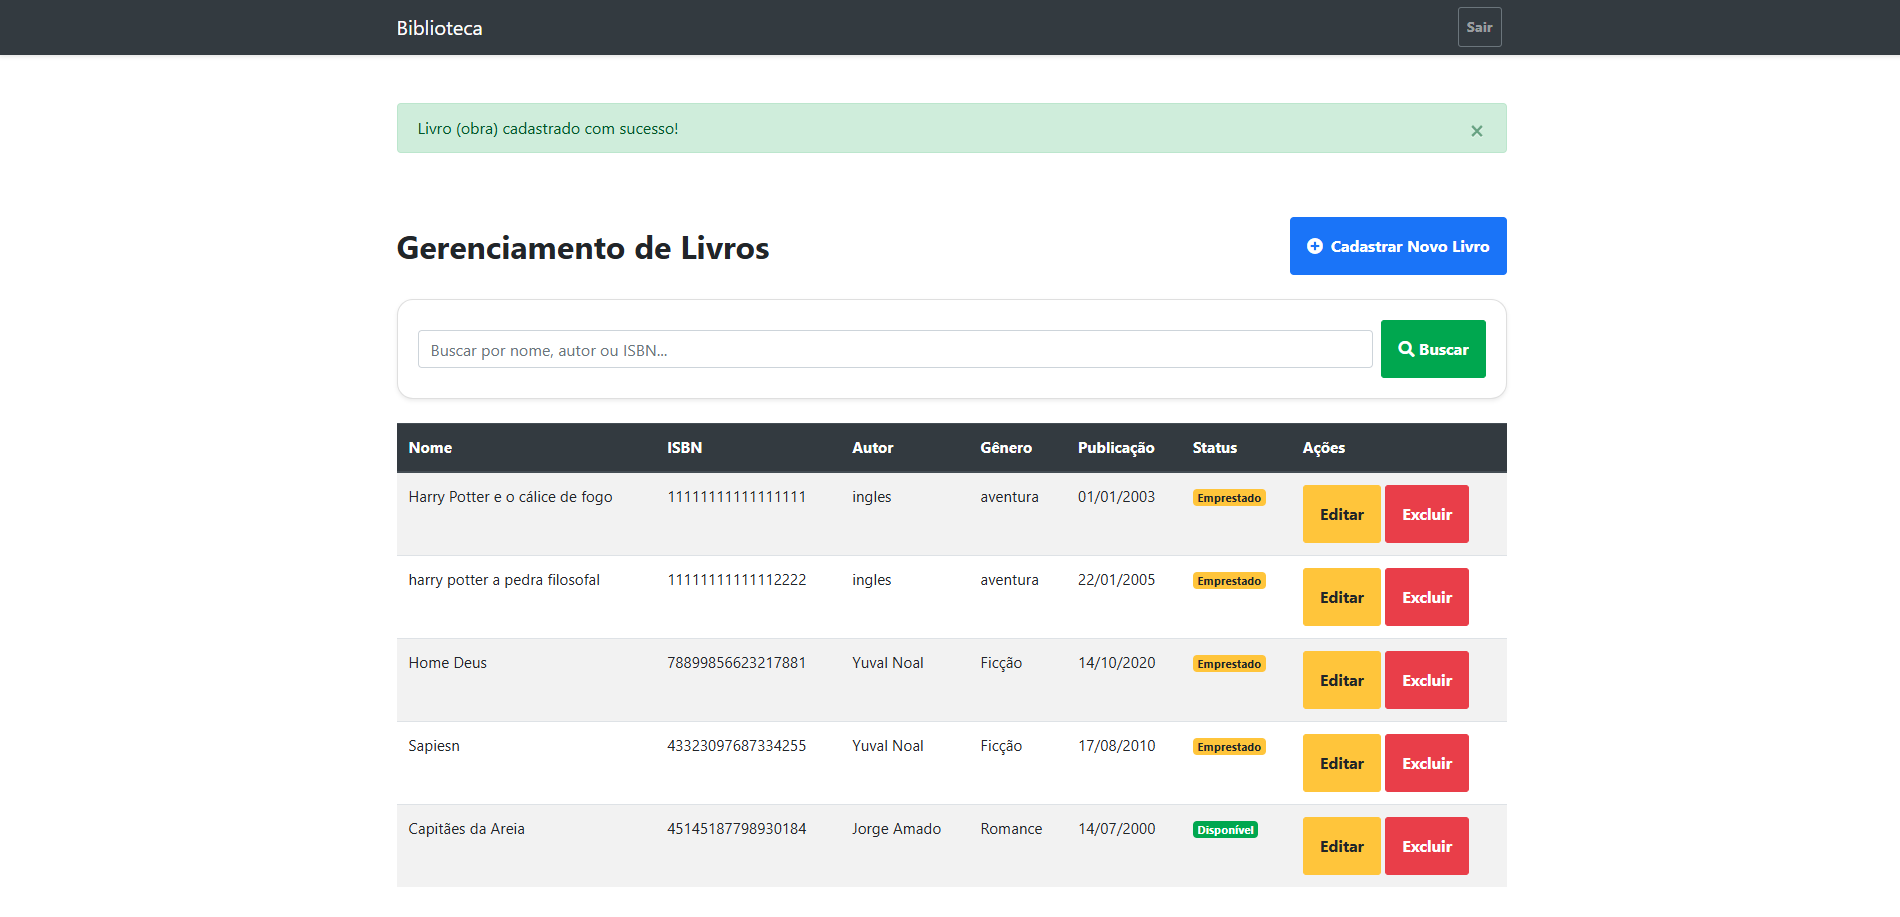 Biblioteca Sair
Livro (obra) cadastrado com sucesso! ×
Gerenciamento de Livros Cadastrar Novo Livro
Buscar por nome, autor ou ISBN... Buscar
Nome ISBN Autor Gênero Publicação Status Ações
Harry Potter e o cálice de fogo 11111111111111111 ingles aventura 01/01/2003 Emprestado Editar Excluir
harry potter a pedra filosofal 11111111111112222 ingles aventura 22/01/2005 Emprestado Editar Excluir
Home Deus 78899856623217881 Yuval Noal Ficção 14/10/2020 Emprestado Editar Excluir
Sapiesn 43323097687334255 Yuval Noal Ficção 17/08/2010 Emprestado Editar Excluir
Capitães da Areia 45145187798930184 Jorge Amado Romance 14/07/2000 Disponível Editar Excluir